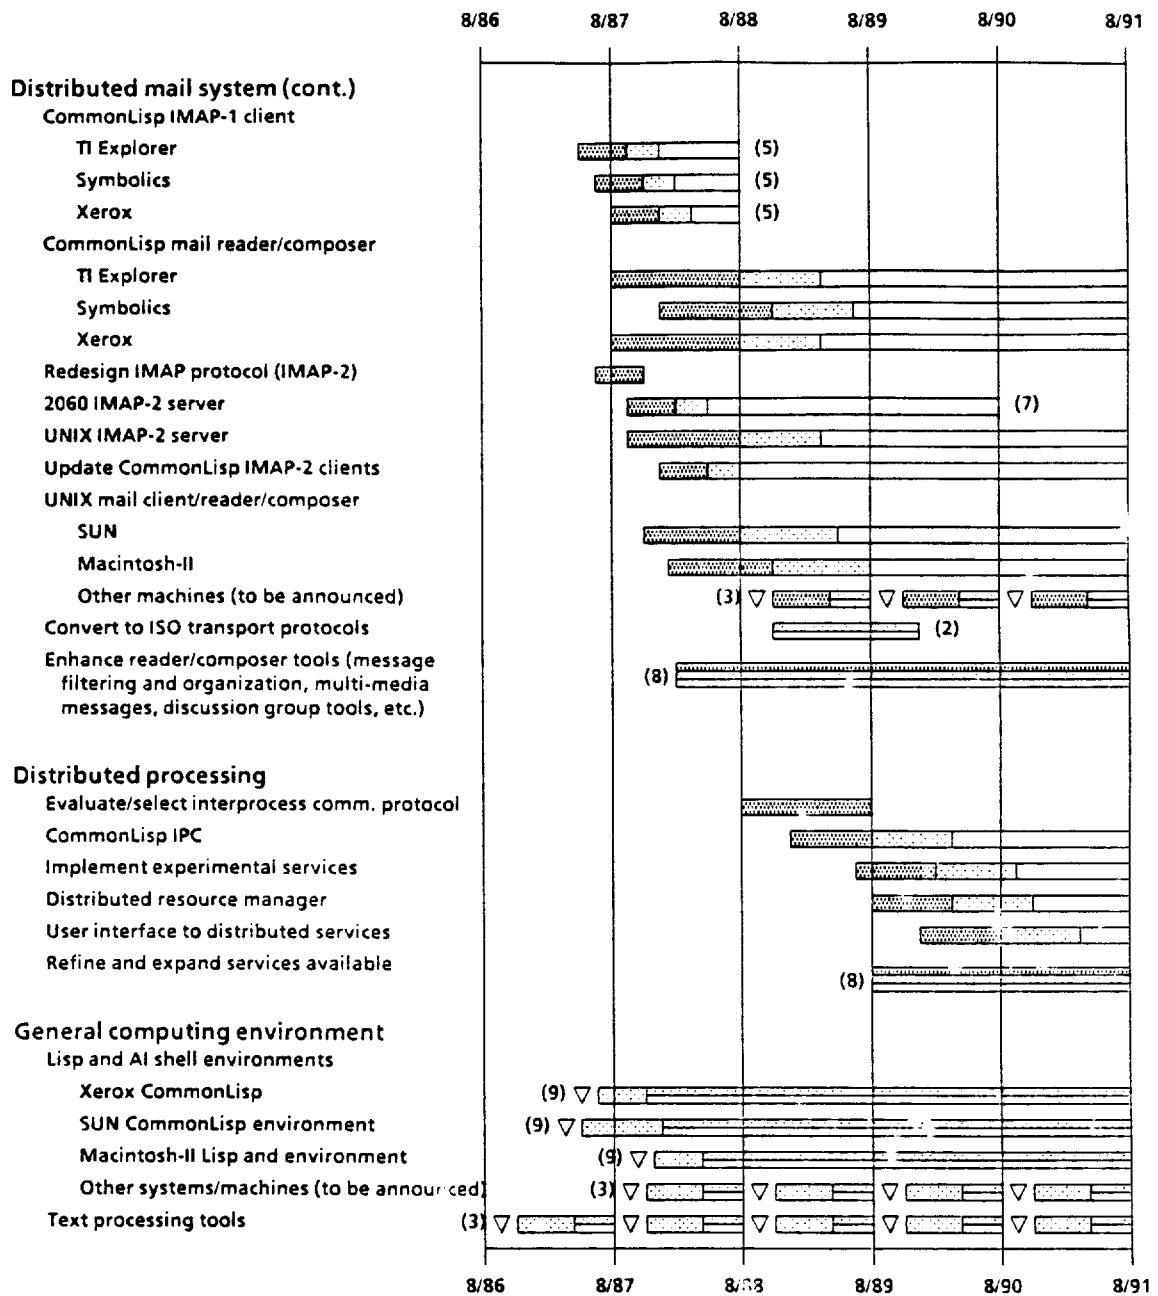 8/86 8/87 8/88 8/89 8/90 8/91
Distributed mail system (cont.)
CommonLisp IMAP-1 client
TI Explorer (5)
Symbolics (5)
Xerox (5)
CommonLisp mail reader/composer
TI Explorer
Symbolics
Xerox
Redesign IMAP protocol (IMAP-2)
2060 IMAP-2 server (7)
UNIX IMAP-2 server
Update CommonLisp IMAP-2 clients
UNIX mail client/reader/composer
SUN
Macintosh-II
Other machines (to be announced) (3)
Convert to ISO transport protocols (2)
Enhance reader/composer tools (message
filtering and organization, multi-media (8)
messages, discussion group tools, etc.)
Distributed processing
Evaluate/select interprocess comm. protocol
CommonLisp IPC
Implement experimental services
Distributed resource manager
User interface to distributed services
Refine and expand services available (8)
General computing environment
Lisp and AI shell environments
Xerox CommonLisp (9)
SUN CommonLisp environment (9)
Macintosh-II Lisp and environment (9)
Other systems/machines (to be announced) (3)
Text processing tools (3)
8/86 8/87 8/88 8/89 8/90 8/91